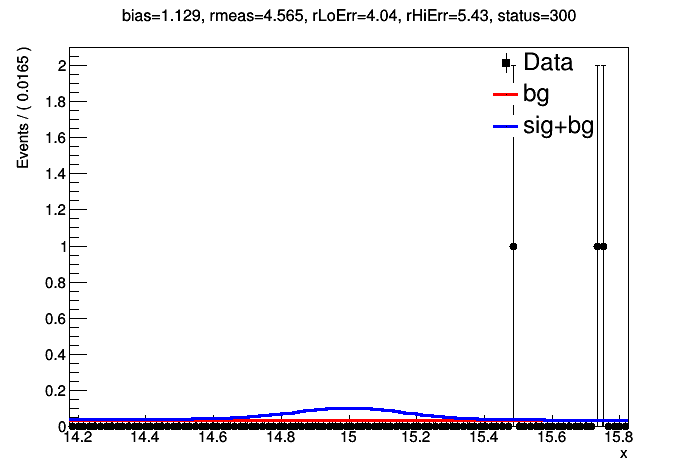 bias=1.129, rmeas=4.565, rLoErr=4.04, rHiErr=5.43, status=300
Events / ( 0.0165 )
2
1.8
1.6
1.4
1.2
1
0.8
0.6
0.4
0.2
0
Data
bg
sig+bg
14.2 14.4 14.6 14.8 15 15.2 15.4 15.6 15.8
x